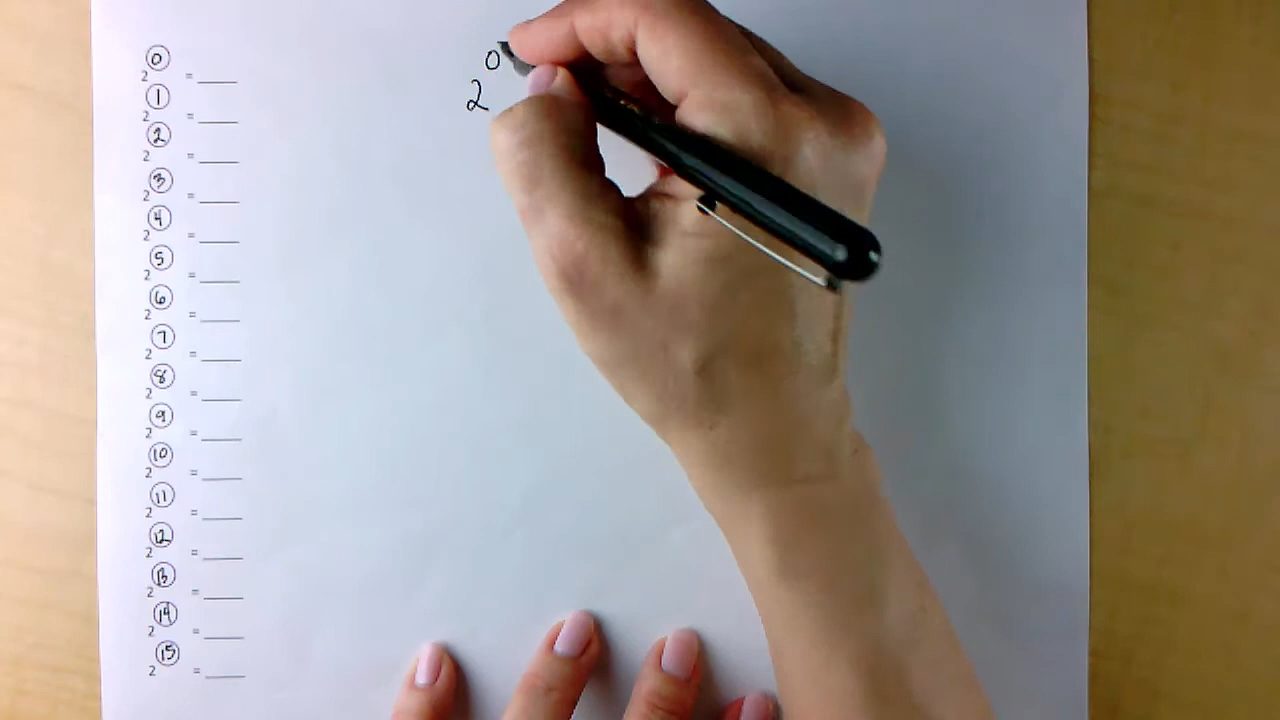 2⁰ = ____
2¹ = ____
2² = ____
2³ = ____
2⁴ = ____
2⁵ = ____
2⁶ = ____
2⁷ = ____
2⁸ = ____
2⁹ = ____
2¹⁰ = ____
2¹¹ = ____
2¹² = ____
2¹³ = ____
2¹⁴ = ____
2¹⁵ = ____
2⁰